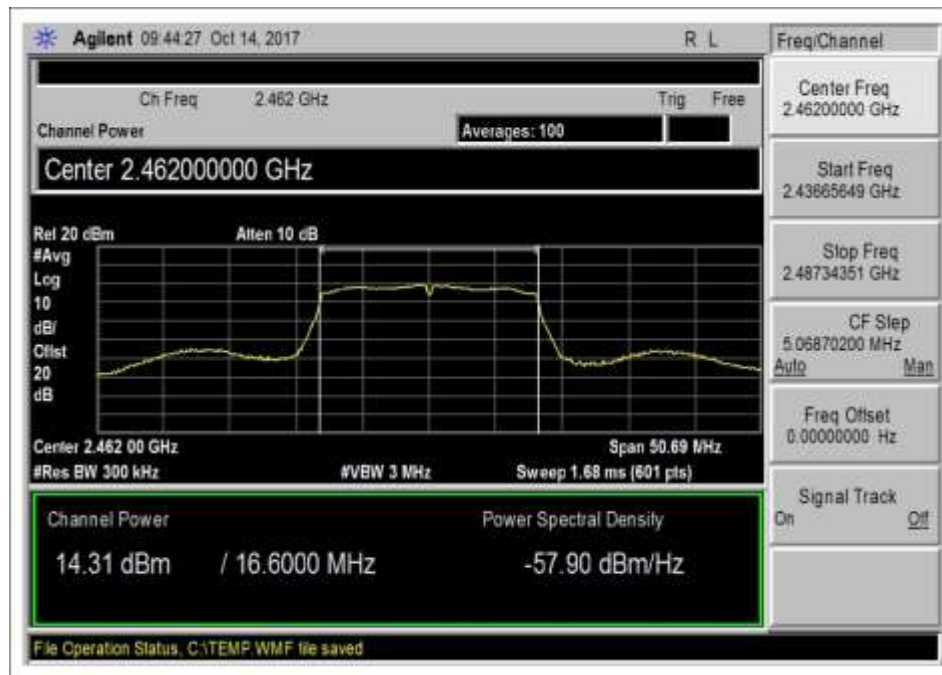 Agilent 09:44:27 Oct 14, 2017 R L
Ch Freq 2.462 GHz Trig Free
Channel Power Averages: 100
Center 2.462000000 GHz
Ref 20 dBm Atten 10 dB
#Avg
Log
10
dB/
Offst
20
dB
Center 2.462 00 GHz Span 50.69 MHz
#Res BW 300 kHz #VBW 3 MHz Sweep 1.68 ms (601 pts)
Channel Power Power Spectral Density
14.31 dBm / 16.6000 MHz -57.90 dBm/Hz
File Operation Status, C:\TEMP.WMF file saved
Freq/Channel
Center Freq
2.46200000 GHz
Start Freq
2.43665649 GHz
Stop Freq
2.48734351 GHz
CF Step
5.06870200 MHz
Auto Man
Freq Offset
0.00000000 Hz
Signal Track
On Off